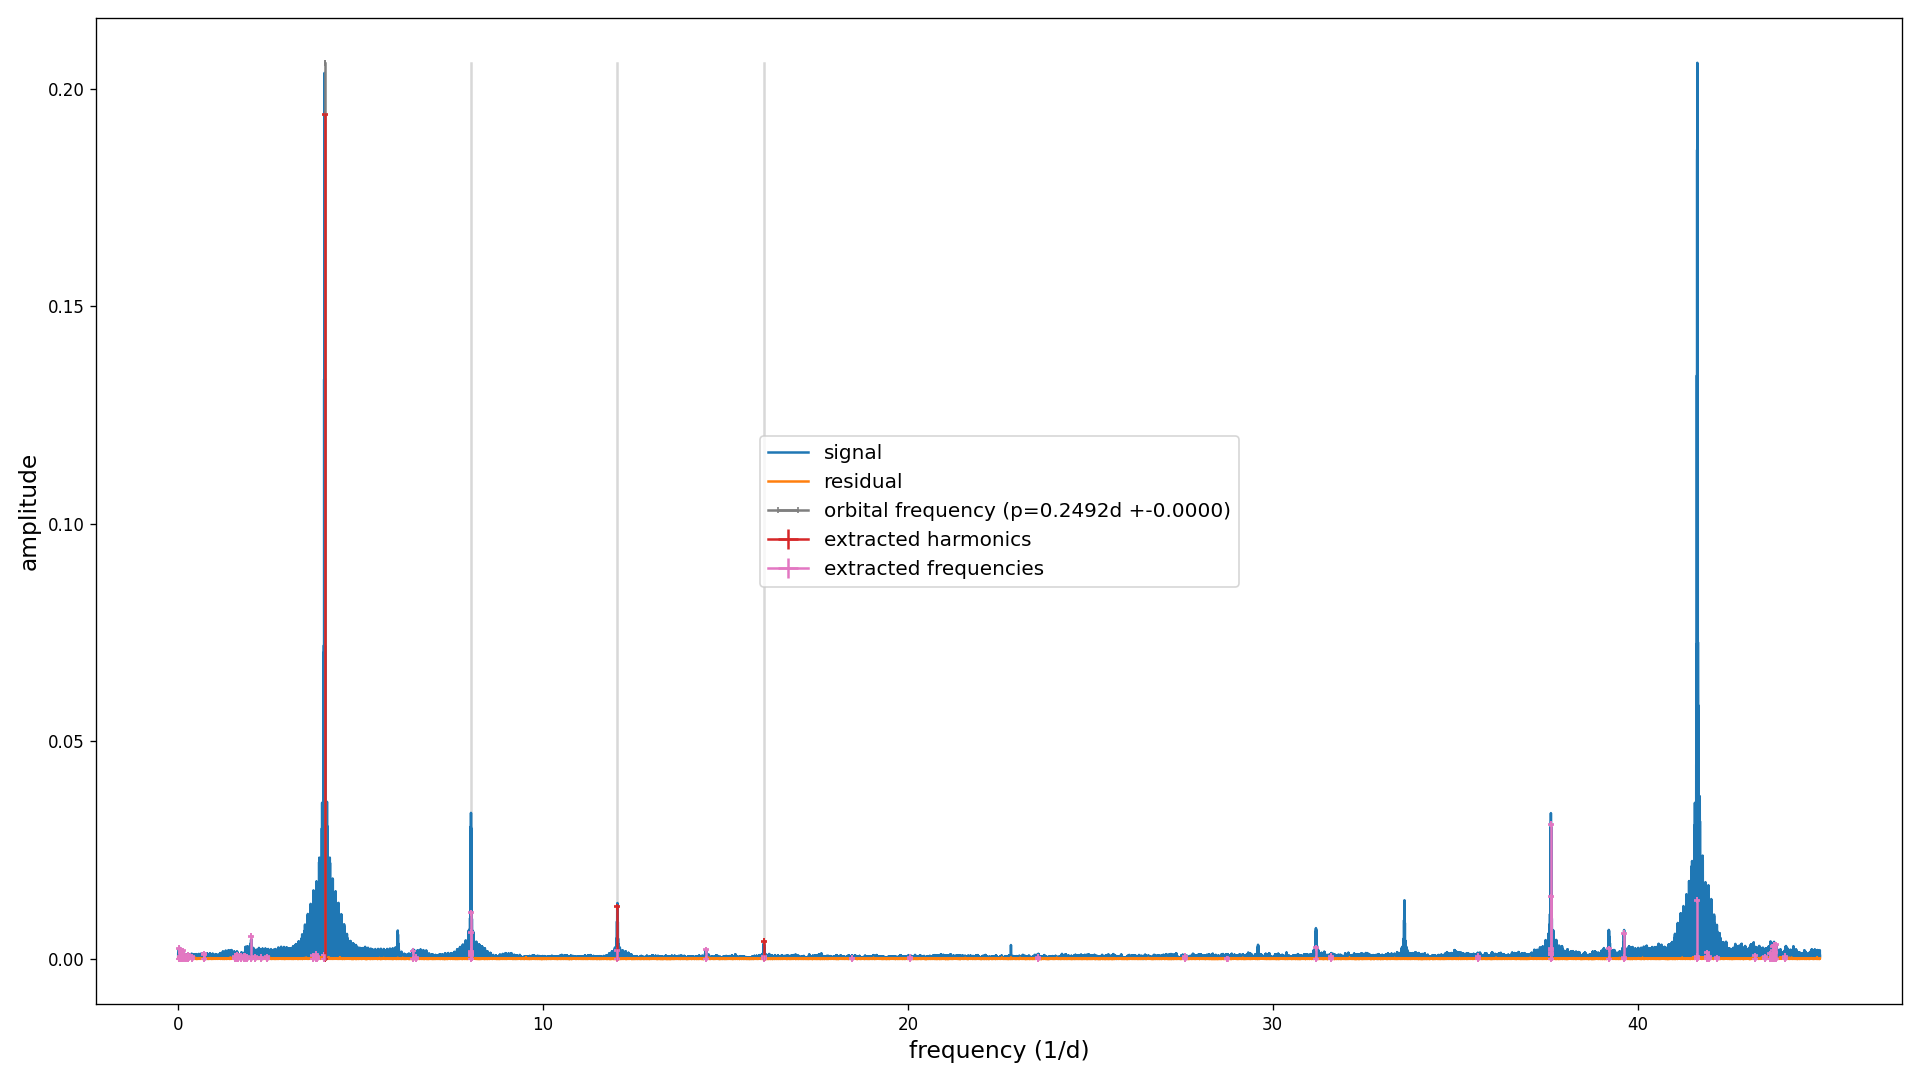 0.20
0.15
0.10
0.05
0.00
amplitude
signal
residual
orbital frequency (p=0.2492d +-0.0000)
extracted harmonics
extracted frequencies
0 10 20 30 40
frequency (1/d)